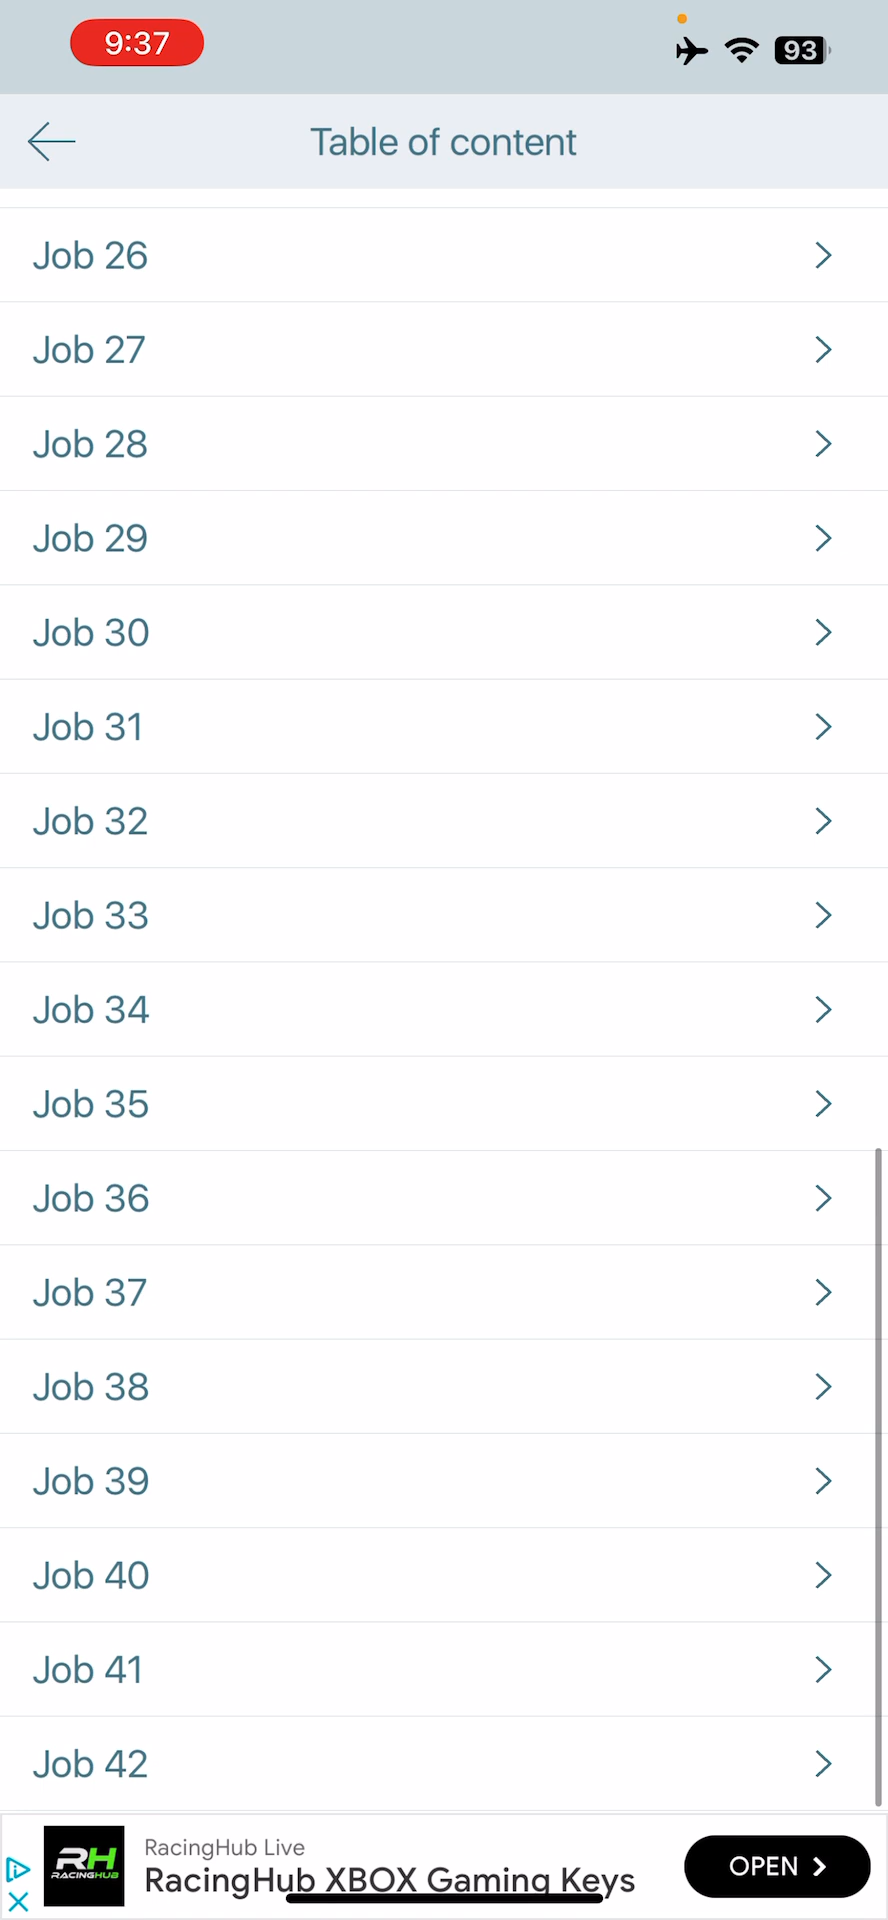 9:37
93
Table of content
Job 26
Job 27
Job 28
Job 29
Job 30
Job 31
Job 32
Job 33
Job 34
Job 35
Job 36
Job 37
Job 38
Job 39
Job 40
Job 41
Job 42
RH
RACINGHUB
RacingHub Live
RacingHub XBOX Gaming Keys
OPEN